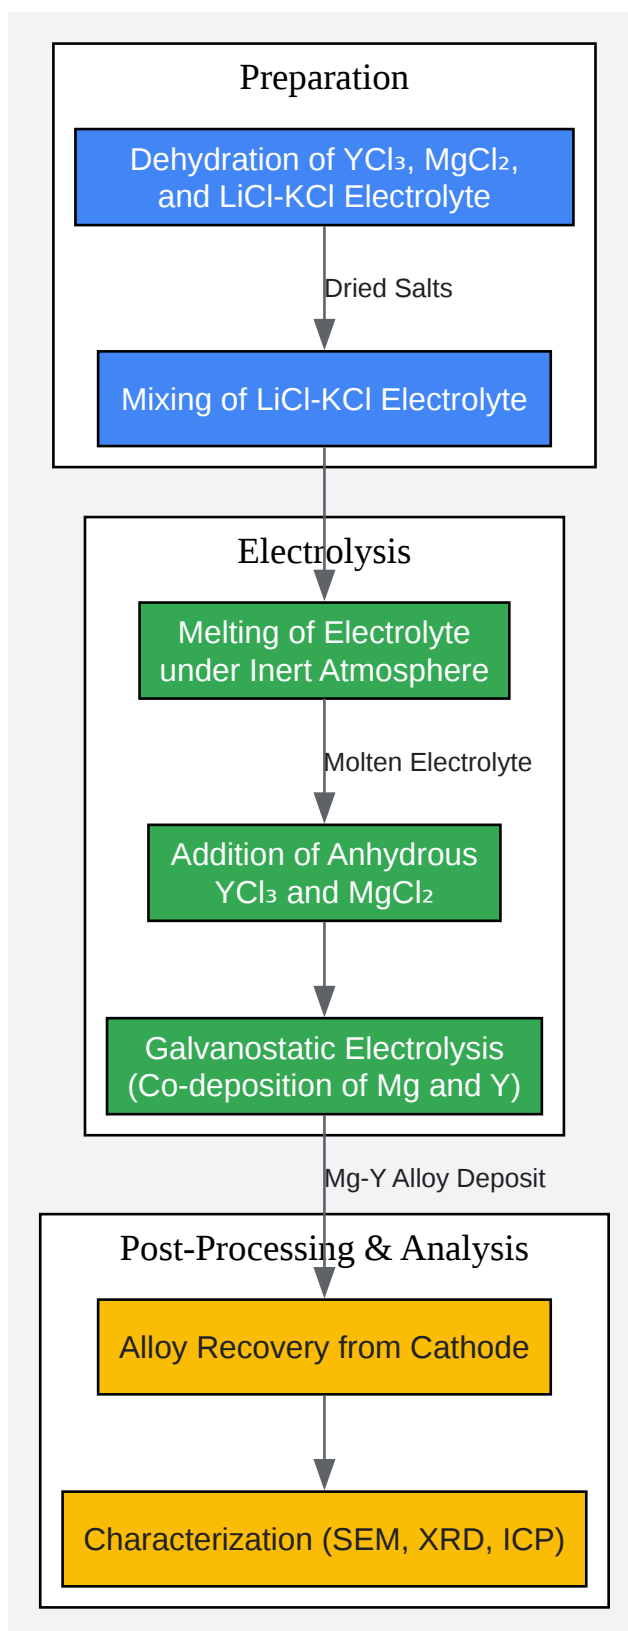 Preparation
Dehydration of YCl₃, MgCl₂,
and LiCl-KCl Electrolyte
Dried Salts
Mixing of LiCl-KCl Electrolyte
Electrolysis
Melting of Electrolyte
under Inert Atmosphere
Molten Electrolyte
Addition of Anhydrous
YCl₃ and MgCl₂
Galvanostatic Electrolysis
(Co-deposition of Mg and Y)
Mg-Y Alloy Deposit
Post-Processing & Analysis
Alloy Recovery from Cathode
Characterization (SEM, XRD, ICP)